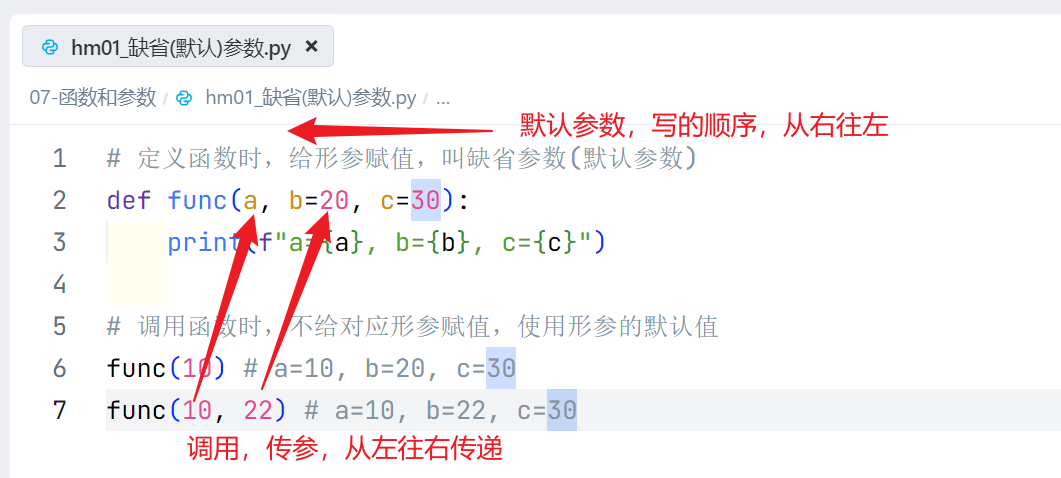 hm01_缺省(默认)参数.py ×
07-函数和参数 / hm01_缺省(默认)参数.py / ...
默认参数，写的顺序，从右往左
1 # 定义函数时，给形参赋值，叫缺省参数(默认参数)
2 def func(a, b=20, c=30):
3     print(f"a={a}, b={b}, c={c}")
4
5 # 调用函数时，不给对应形参赋值，使用形参的默认值
6 func(10) # a=10, b=20, c=30
7 func(10, 22) # a=10, b=22, c=30
调用，传参，从左往右传递